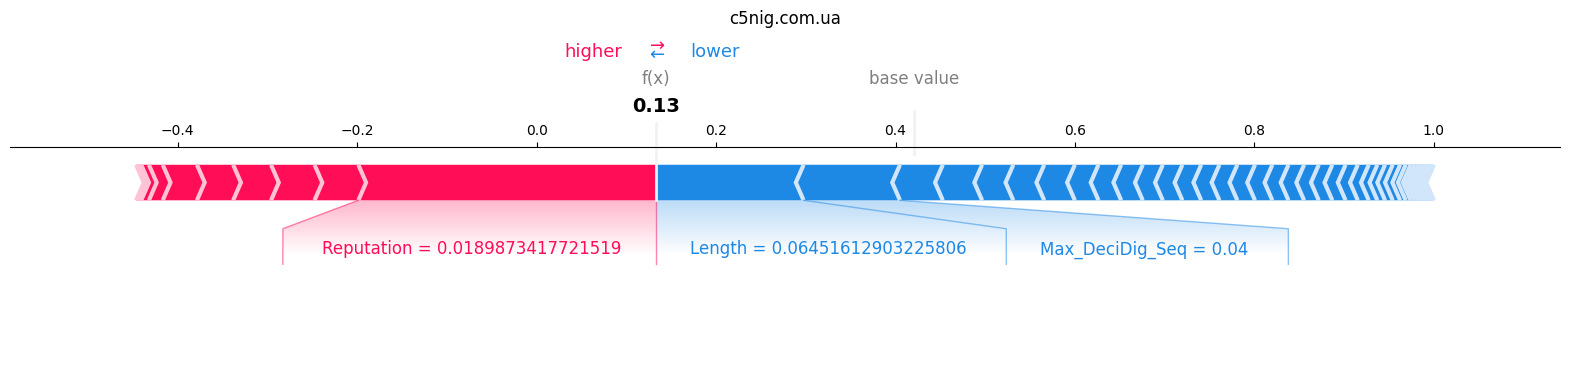 c5nig.com.ua
higher ⇄ lower
f(x) base value
0.13
−0.4 −0.2 0.0 0.2 0.4 0.6 0.8 1.0
Reputation = 0.0189873417721519 Length = 0.06451612903225806 Max_DeciDig_Seq = 0.04